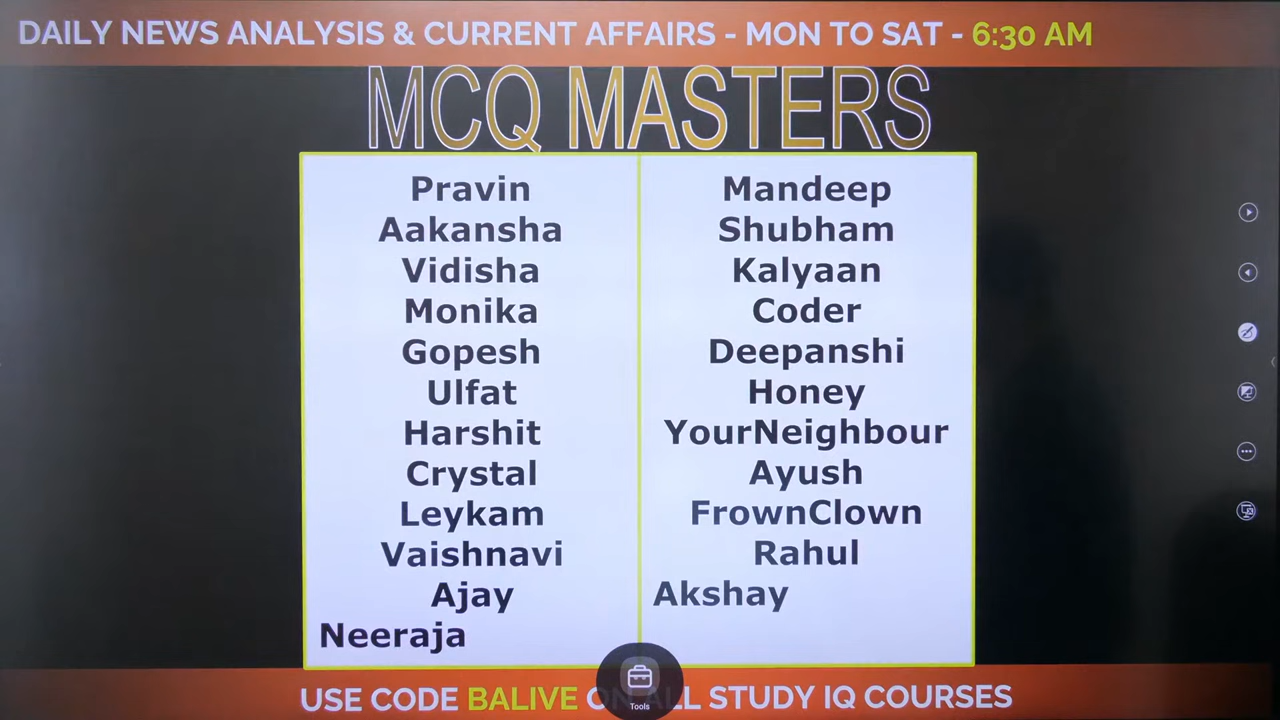 DAILY NEWS ANALYSIS & CURRENT AFFAIRS - MON TO SAT - 6:30 AM
MCQ MASTERS
Pravin
Aakansha
Vidisha
Monika
Gopesh
Ulfat
Harshit
Crystal
Leykam
Vaishnavi
Ajay
Neeraja
Mandeep
Shubham
Kalyaan
Coder
Deepanshi
Honey
YourNeighbour
Ayush
FrownClown
Rahul
Akshay
Tools
USE CODE BALIVE ON ALL STUDY IQ COURSES